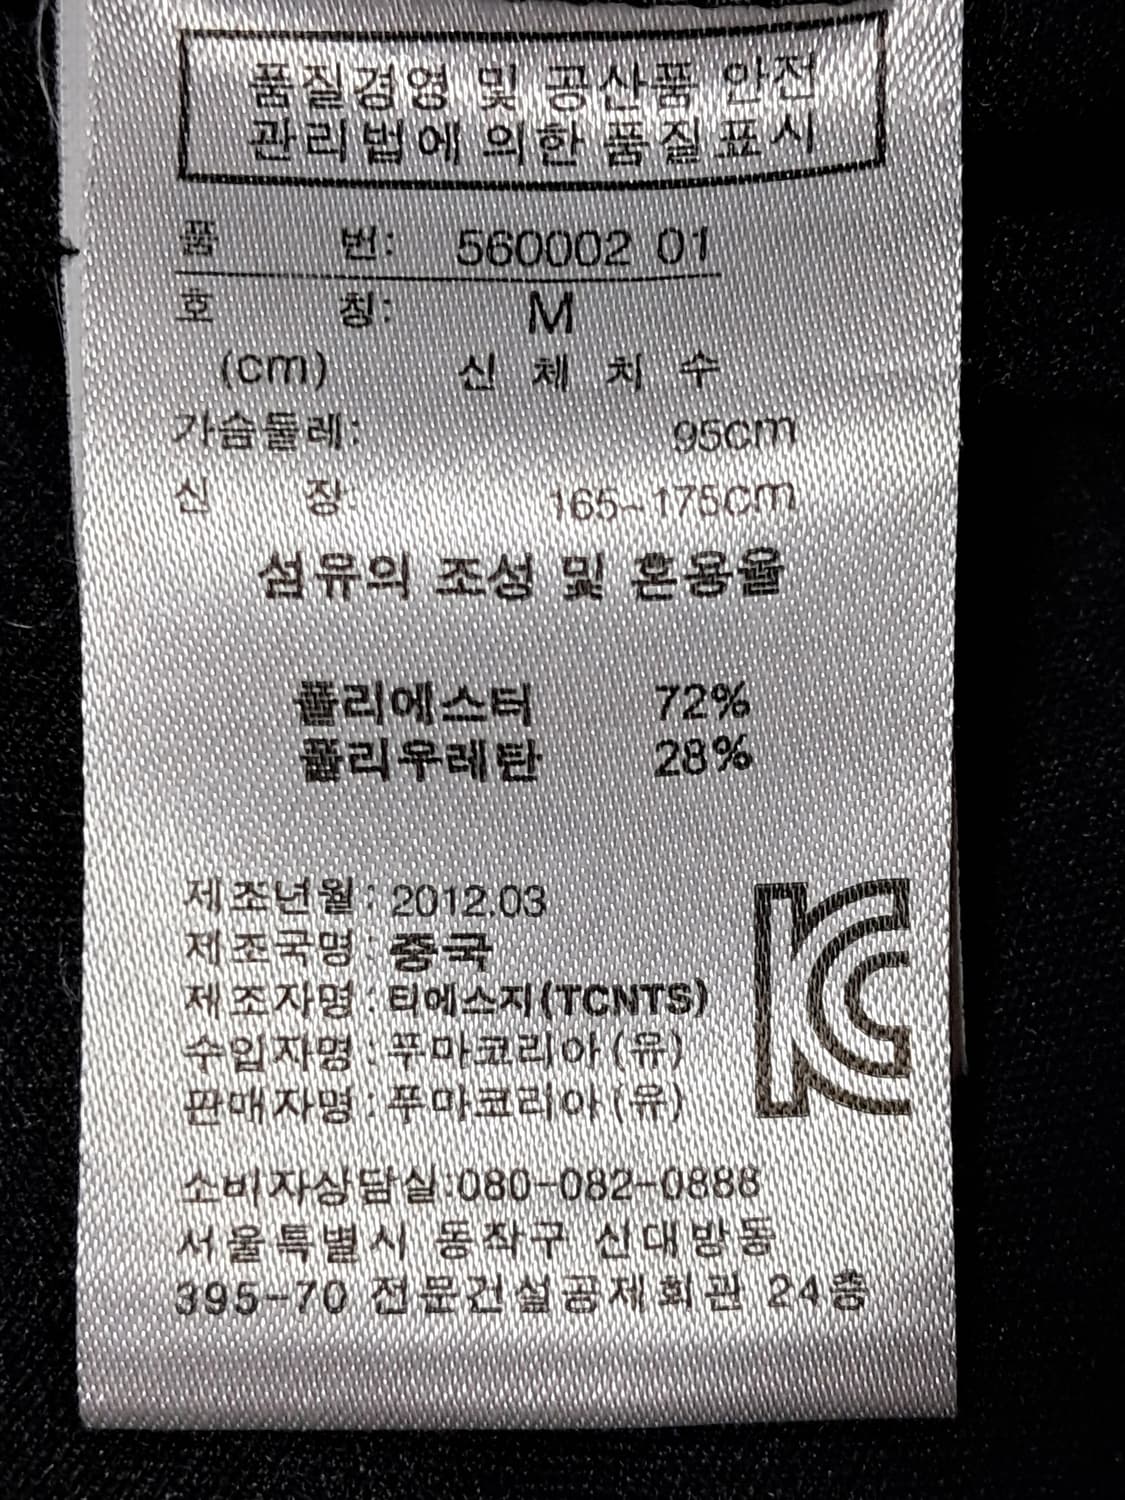 품질경영 및 공산품 안전
관리법에 의한 품질표시
품 번: 560002 01
호 칭: M
(cm) 신 체 치 수
가슴둘레: 95cm
신 장: 165~175cm
섬유의 조성 및 혼용율
폴리에스터 72%
폴리우레탄 28%
제조년월: 2012.03
제조국명: 중국
제조자명: 티에스지(TCNTS)
수입자명: 푸마코리아(유)
판매자명: 푸마코리아(유)
KC
소비자상담실:080-082-0888
서울특별시 동작구 신대방동
395-70 전문건설공제회관 24층